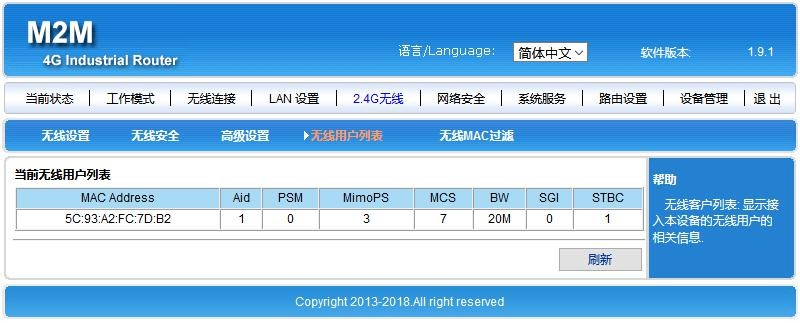 M2M
4G Industrial Router
语言/Language: 简体中文 软件版本: 1.9.1
当前状态 工作模式 无线连接 LAN 设置 2.4G无线 网络安全 系统服务 路由设置 设备管理 退 出
无线设置 无线安全 高级设置 无线用户列表 无线MAC过滤
当前无线用户列表
MAC Address Aid PSM MimoPS MCS BW SGI STBC
5C:93:A2:FC:7D:B2 1 0 3 7 20M 0 1
刷新
帮助
无线客户列表: 显示接
入本设备的无线用户的
相关信息.
Copyright 2013-2018.All right reserved